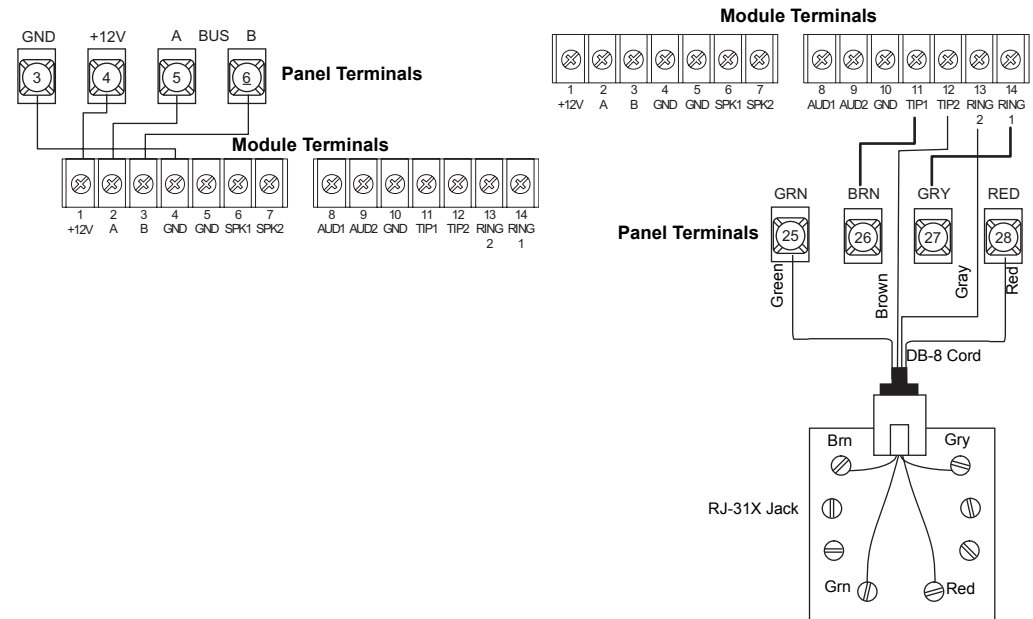 GND +12V A BUS B
3 4 5 6
Panel Terminals
Module Terminals
1 2 3 4 5 6 7 8 9 10 11 12 13 14
+12V A B GND GND SPK1 SPK2 AUD1 AUD2 GND TIP1 TIP2 RING RING
2 1
Module Terminals
1 2 3 4 5 6 7 8 9 10 11 12 13 14
+12V A B GND GND SPK1 SPK2 AUD1 AUD2 GND TIP1 TIP2 RING RING
2 1
GRN BRN GRY RED
Panel Terminals
25 26 27 28
Green
Brown
Gray
Red
DB-8 Cord
Brn Gry
RJ-31X Jack
Grn Red